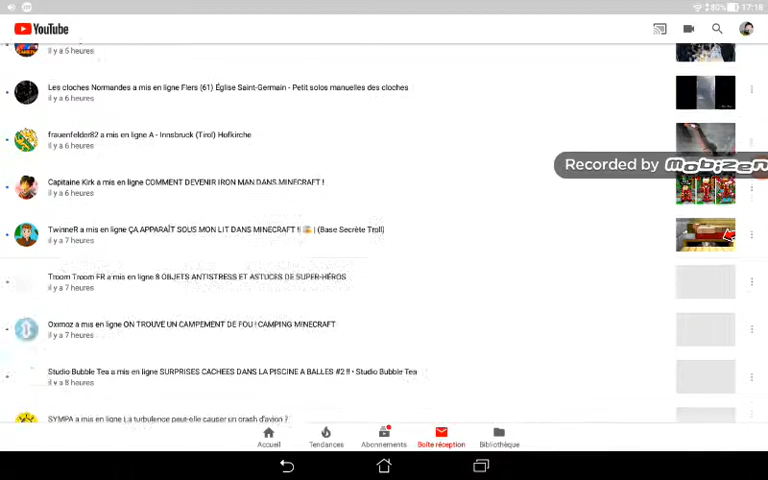 80% 17:18
YouTube
il y a 5 heures
Les cloches Normandes a mis en ligne Flers (61) Église Saint-Germain - Petit solos manuelles des cloches
il y a 6 heures
frauenfelder82 a mis en ligne A - Innsbruck (Tirol) Hofkirche
il y a 6 heures
Recorded by mobizen
Capitaine Kirk a mis en ligne COMMENT DEVENIR IRON MAN DANS MINECRAFT !
il y a 6 heures
TwinneR a mis en ligne ÇA APPARAÎT SOUS MON LIT DANS MINECRAFT !! | (Base Secrète Troll)
il y a 7 heures
Troom Troom FR a mis en ligne 8 OBJETS ANTISTRESS ET ASTUCES DE SUPER-HÉROS
il y a 7 heures
Oximoz a mis en ligne ON TROUVE UN CAMPEMENT DE FOU ! CAMPING MINECRAFT
il y a 7 heures
Studio Bubble Tea a mis en ligne SURPRISES CACHEES DANS LA PISCINE A BALLES #2 !! • Studio Bubble Tea
il y a 8 heures
SYMPA a mis en ligne La turbulence peut-elle causer un crash d'avion ?
Accueil Tendances Abonnements Boîte réception Bibliothèque